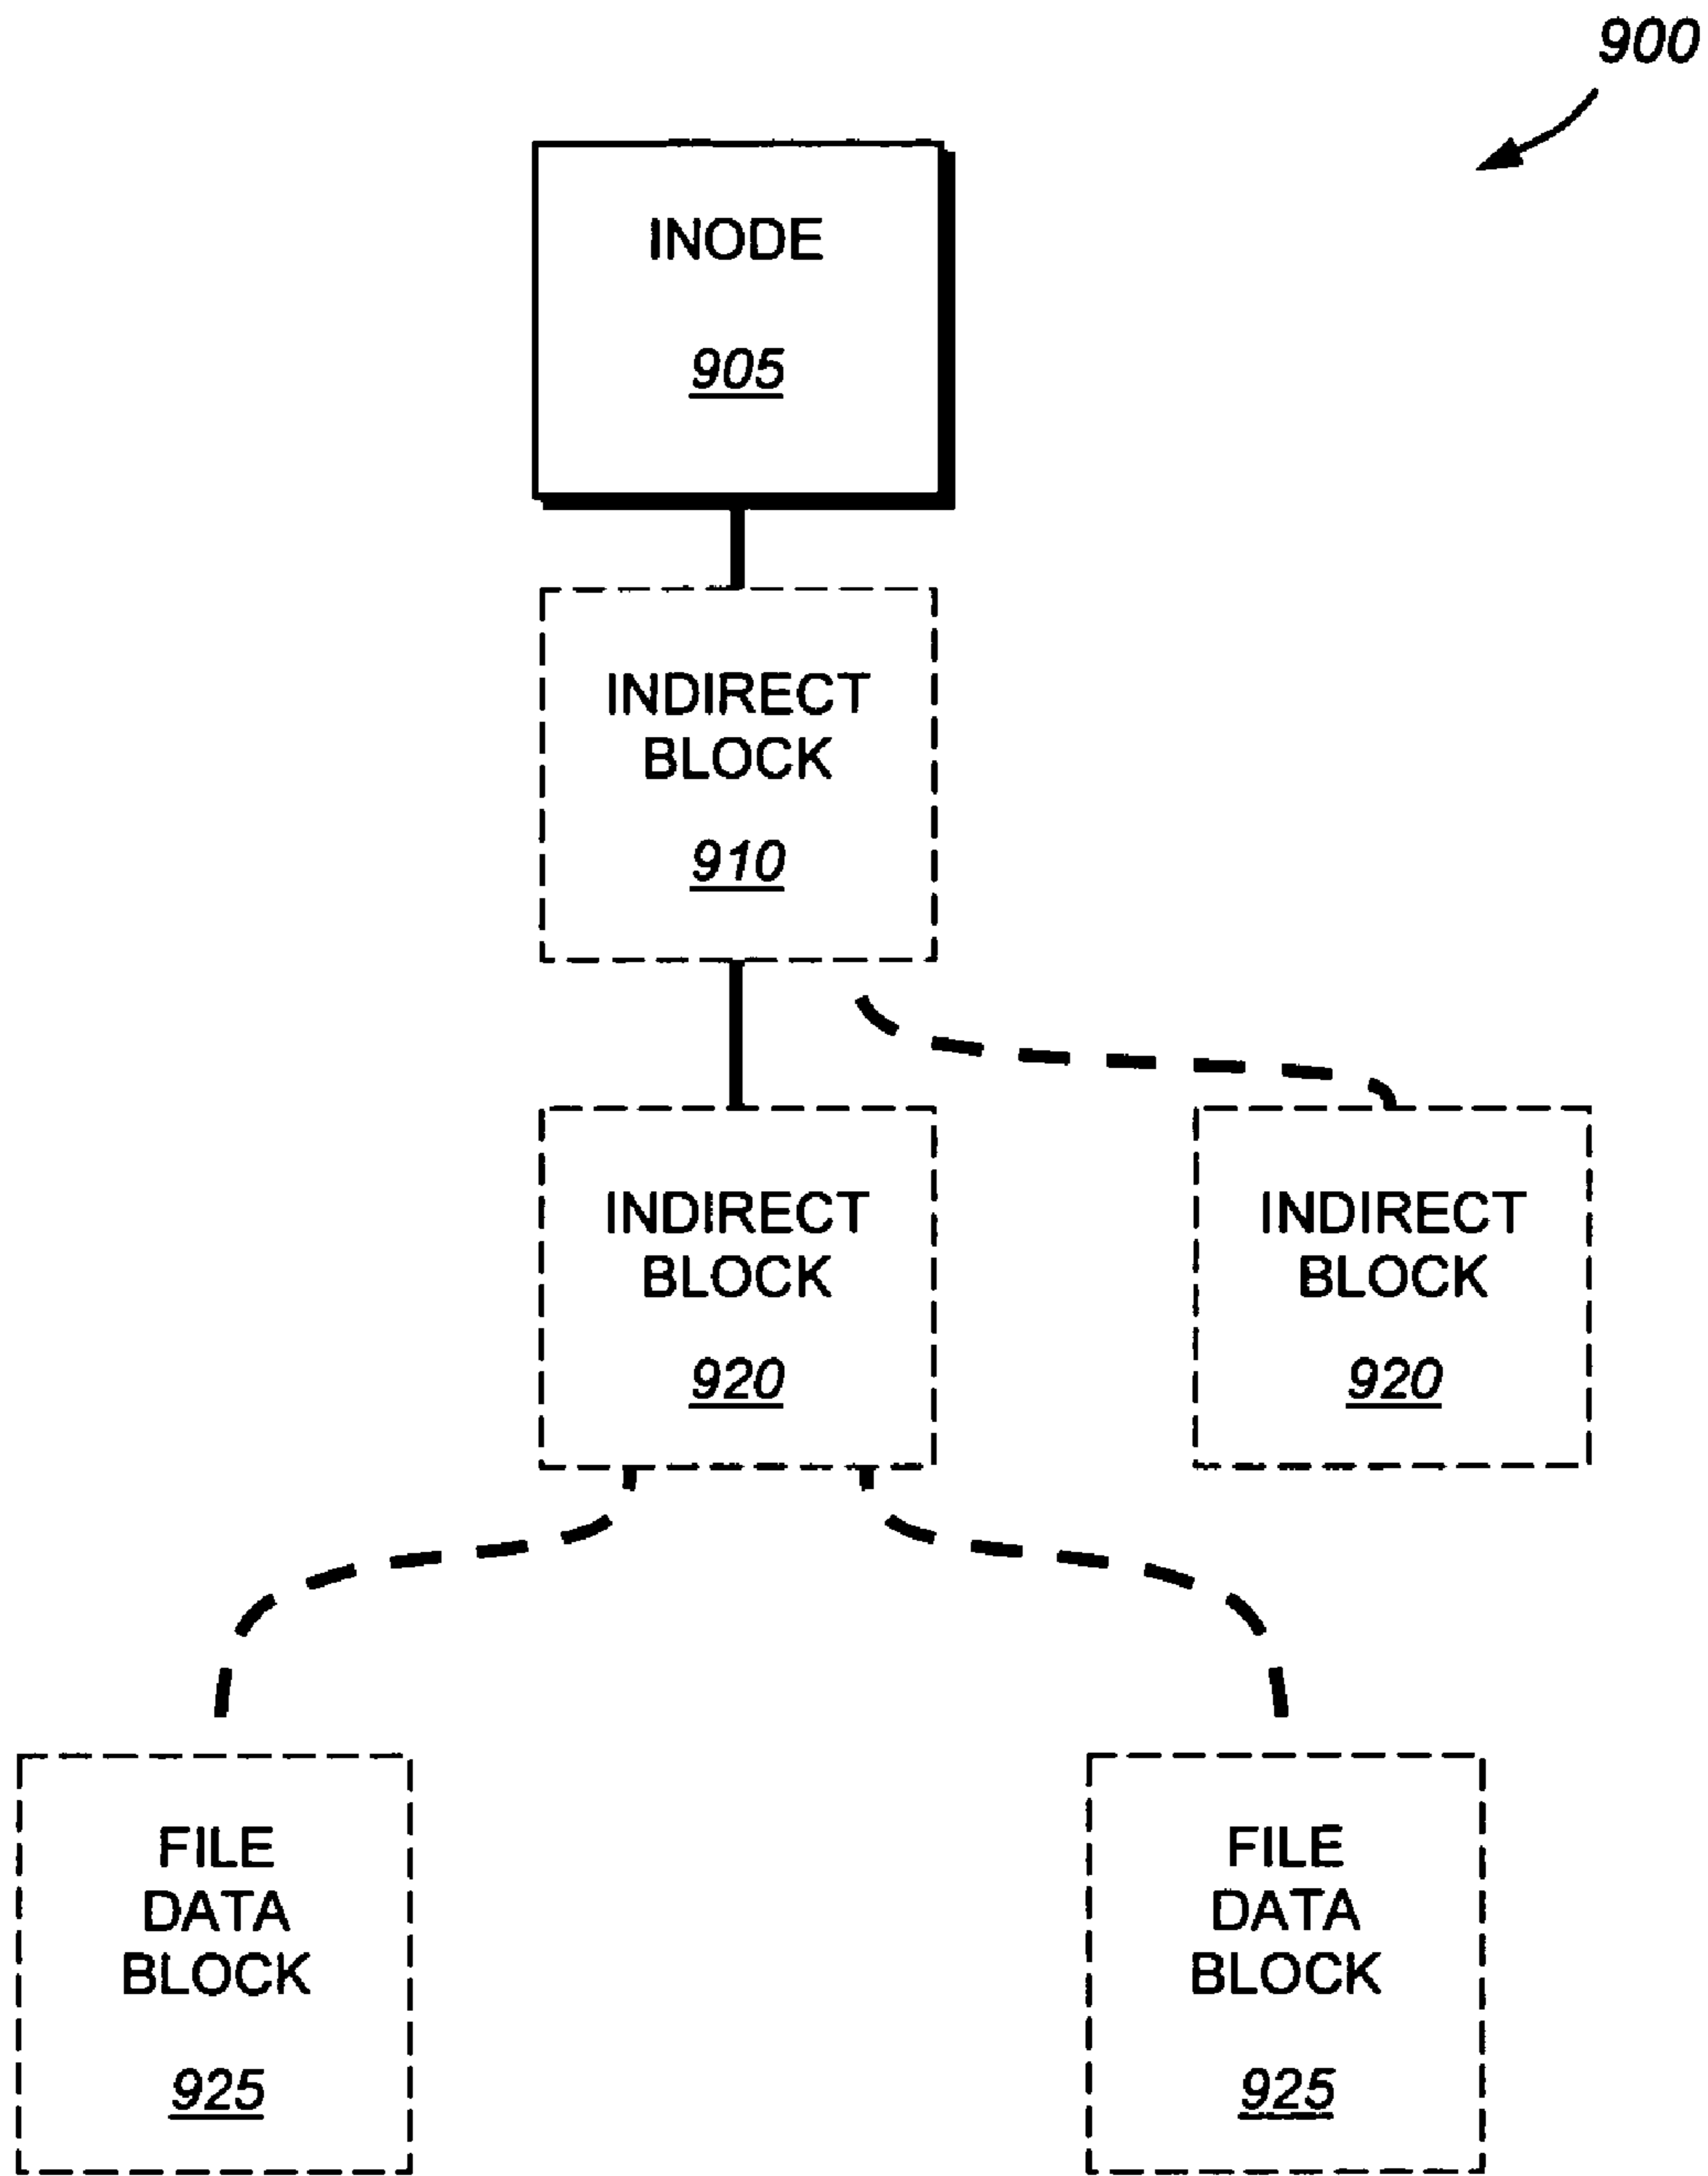 900
INODE
905
INDIRECT
BLOCK
910
INDIRECT
BLOCK
920
INDIRECT
BLOCK
920
FILE
DATA
BLOCK
925
FILE
DATA
BLOCK
925